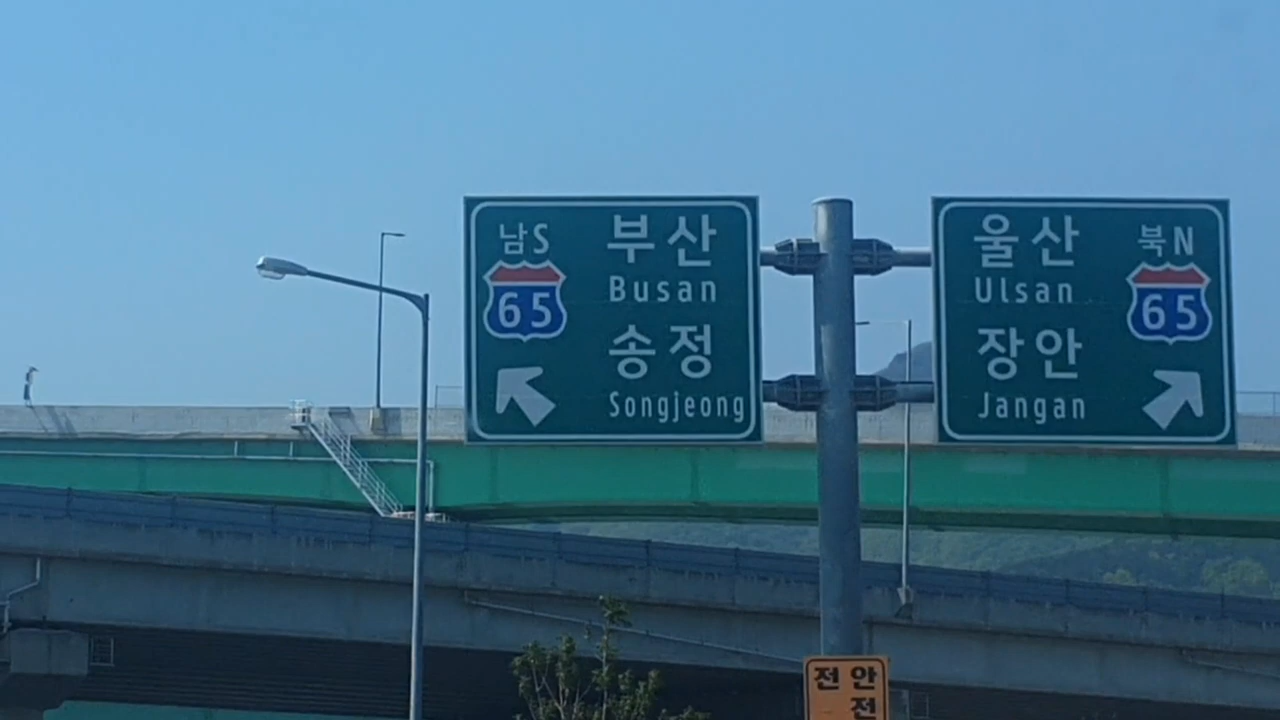 남S 부산
65 Busan
송정
Songjeong
울산 북N
Ulsan 65
장안
Jangan
전 안
전